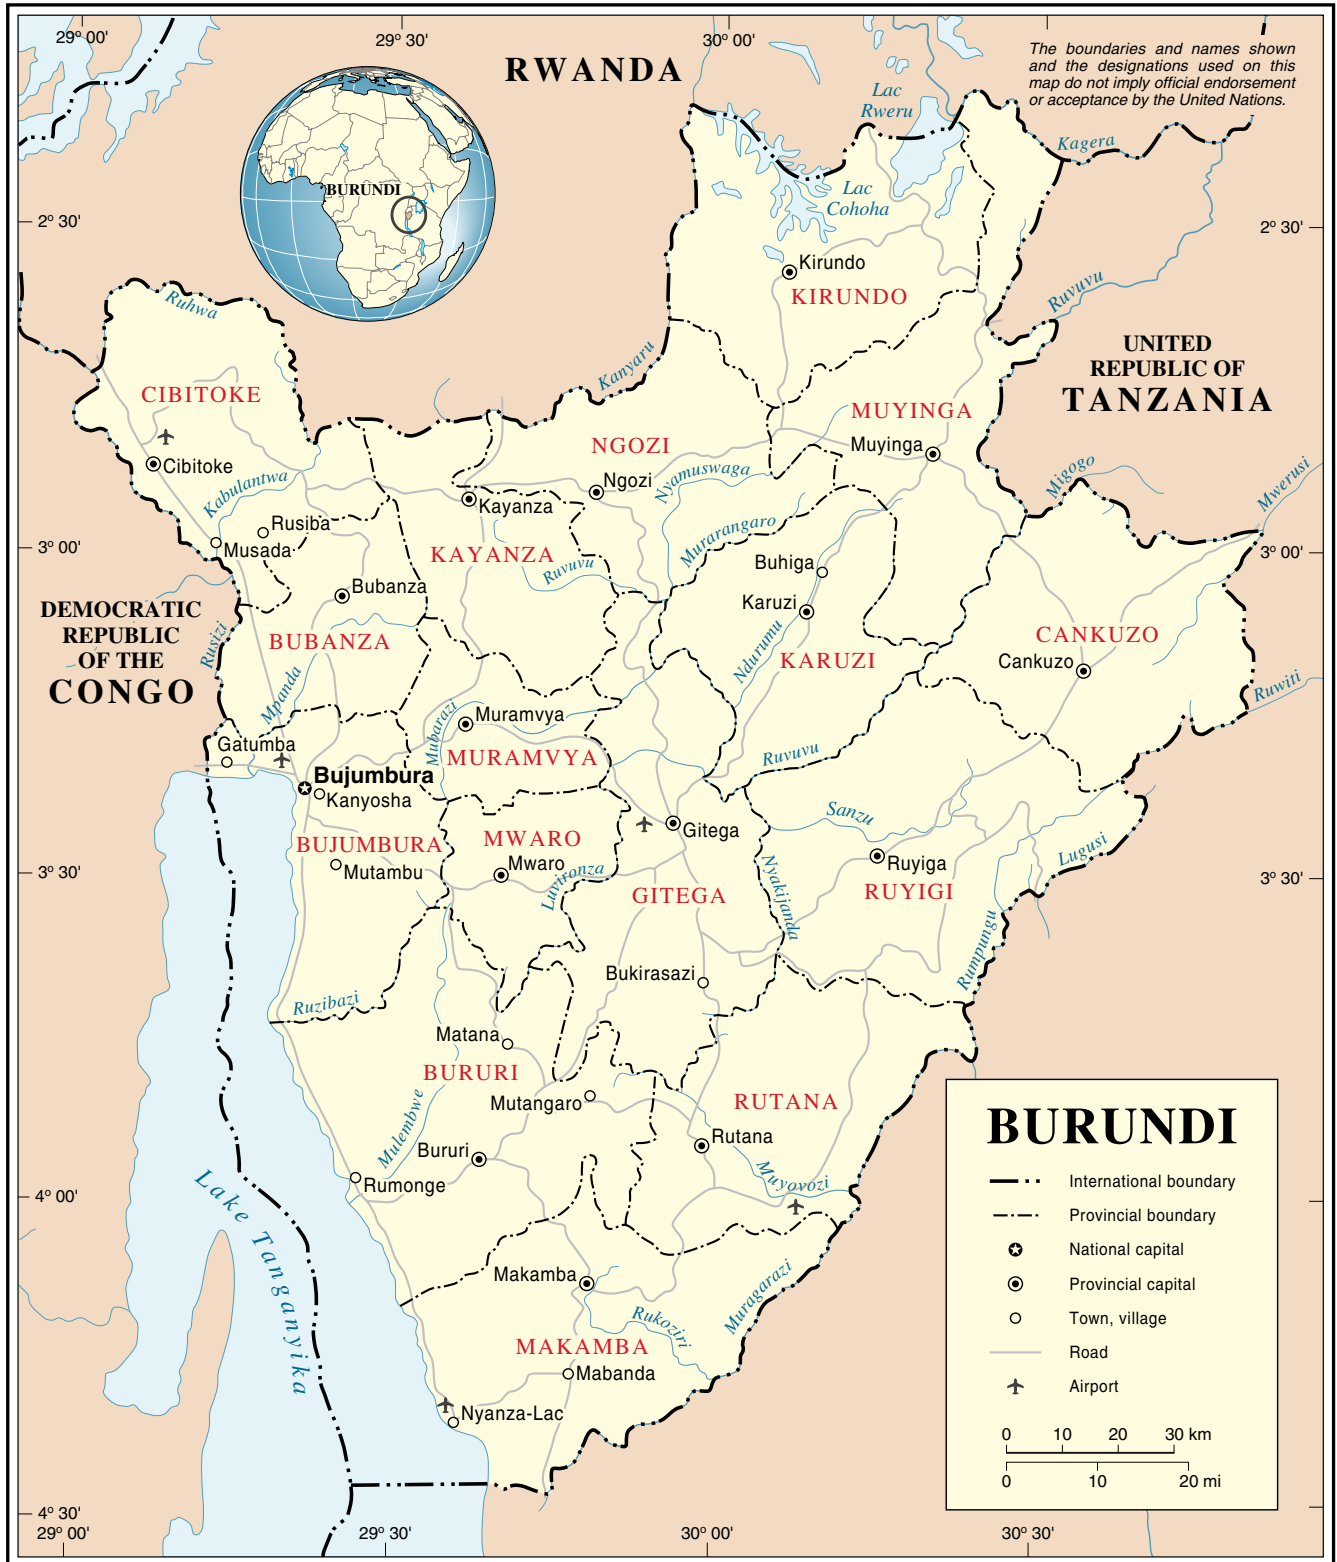 29° 00'
29° 30'
30° 00'
RWANDA
The boundaries and names shown
and the designations used on this
map do not imply official endorsement
or acceptance by the United Nations.
Lac
Rweru
Kagera
BURUNDI
Lac
Cohoha
2° 30'
2° 30'
Kirundo
KIRUNDO
Ruhwa
Ruvuvu
Kanyaru
UNITED
REPUBLIC OF
TANZANIA
CIBITOKE
MUYINGA
NGOZI
Muyinga
Cibitoke
Kabulantwa
Ngozi
Nyamuswaga
Migogo
Mwerusi
Kayanza
Rusiba
Musada
Murarangaro
3° 00'
KAYANZA
Ruvuvu
Buhiga
3° 00'
Bubanza
Karuzi
DEMOCRATIC
REPUBLIC
OF THE
CONGO
Rusizi
BUBANZA
Ndurumu
KARUZI
CANKUZO
Cankuzo
Ruwiti
Mpanda
Mubarazi
Muramvya
Gatumba
MURAMVYA
Ruvuvu
Bujumbura
Kanyosha
Sanzu
Gitega
BUJUMBURA
MWARO
Mutambu
Mwaro
Luvironza
Ruyiga
Lugusi
3° 30'
3° 30'
GITEGA
Nyakijanda
RUYIGI
Rumpungu
Bukirasazi
Ruzibazi
Matana
BURURI
Mutangaro
RUTANA
Mulembwe
Bururi
Rutana
BURUNDI
Muyovozi
International boundary
Rumonge
4° 00'
Lake Tanganyika
Provincial boundary
National capital
Makamba
Muragarazi
Provincial capital
Rukoziri
Town, village
MAKAMBA
Road
Mabanda
Airport
Nyanza-Lac
0 10 20 30 km
0 10 20 mi
4° 30'
29° 00'
29° 30'
30° 00'
30° 30'